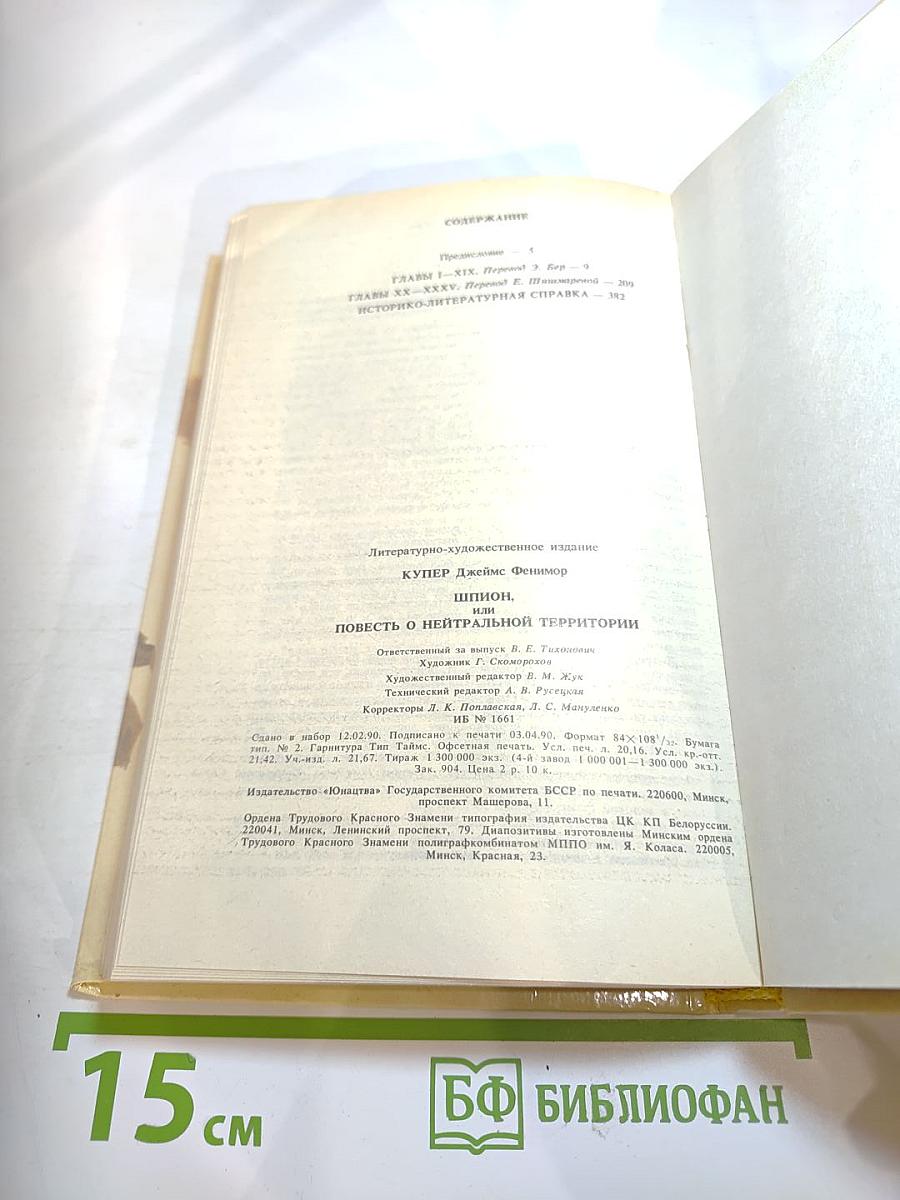 СОДЕРЖАНИЕ
Предисловие — 5
ГЛАВЫ I—XIX. Перевод Э. Бер — 9
ГЛАВЫ XX—XXXV. Перевод Е. Шишмаревой — 209
ИСТОРИКО-ЛИТЕРАТУРНАЯ СПРАВКА — 382
Литературно-художественное издание
КУПЕР Джеймс Фенимор
ШПИОН,
или
ПОВЕСТЬ О НЕЙТРАЛЬНОЙ ТЕРРИТОРИИ
Ответственный за выпуск В. Е. Тихонович
Художник Г. Скоморохов
Художественный редактор В. М. Жук
Технический редактор А. В. Русецкая
Корректоры Л. К. Поплавская, Л. С. Мануленко
ИБ № 1661
Сдано в набор 12.02.90. Подписано к печати 03.04.90. Формат 84×108¹/₃₂. Бумага
тип. № 2. Гарнитура Тип Таймс. Офсетная печать. Усл. печ. л. 20,16. Усл. кр.-отт.
21,42. Уч.-изд. л. 21,67. Тираж 1 300 000 экз. (4-й завод 1 000 001—1 300 000 экз.).
Зак. 904. Цена 2 р. 10 к.
Издательство «Юнацтва» Государственного комитета БССР по печати. 220600, Минск,
проспект Машерова, 11.
Ордена Трудового Красного Знамени типография издательства ЦК КП Белоруссии.
220041, Минск, Ленинский проспект, 79. Диапозитивы изготовлены Минским ордена
Трудового Красного Знамени полиграфкомбинатом МППО им. Я. Коласа. 220005,
Минск, Красная, 23.
15 см
БФ БИБЛИОФАН